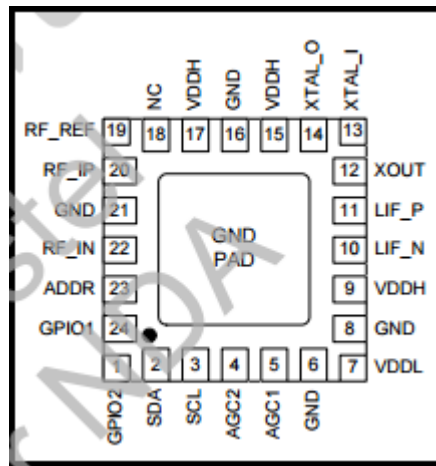 NC
VDDH
GND
VDDH
XTAL_O
XTAL_I
RF_REF 19 18 17 16 15 14 13
RF_IP 20 12 XOUT
GND 21 11 LIF_P
GND
PAD
RF_IN 22 10 LIF_N
ADDR 23 9 VDDH
GPIO1 24 8 GND
1 2 3 4 5 6 7 VDDL
GPIO2
SDA
SCL
AGC2
AGC1
GND
NDA